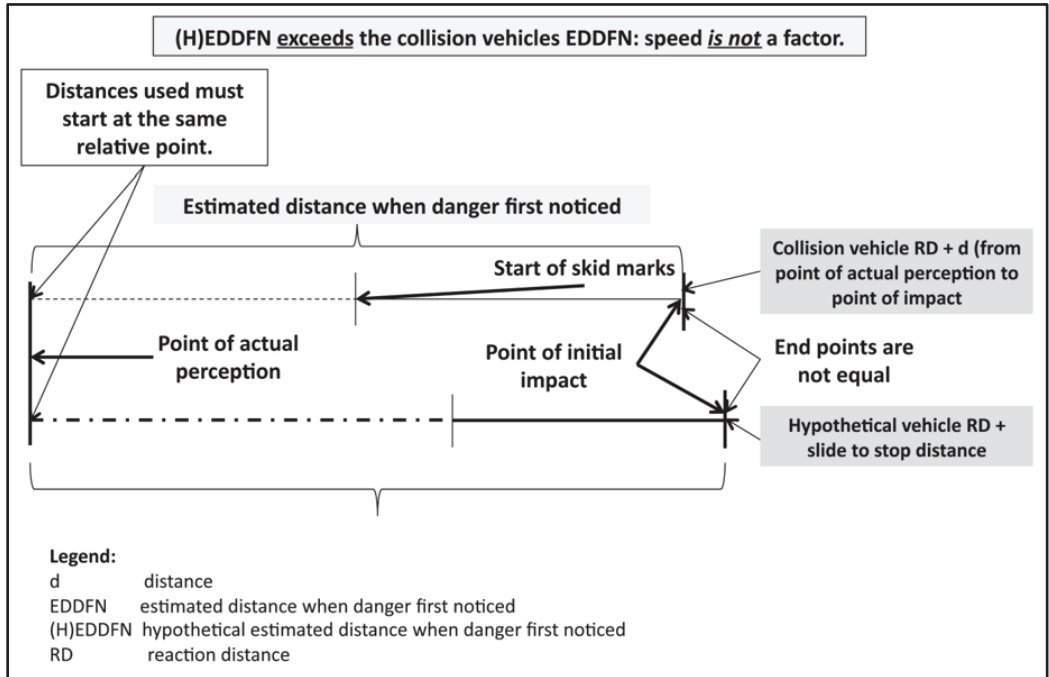 (H)EDDFN exceeds the collision vehicles EDDFN: speed is not a factor.
Distances used must
start at the same
relative point.
Estimated distance when danger first noticed
Start of skid marks
Collision vehicle RD + d (from
point of actual perception to
point of impact
Point of actual
perception
Point of initial
impact
End points are
not equal
Hypothetical vehicle RD +
slide to stop distance
Legend:
d distance
EDDFN estimated distance when danger first noticed
(H)EDDFN hypothetical estimated distance when danger first noticed
RD reaction distance